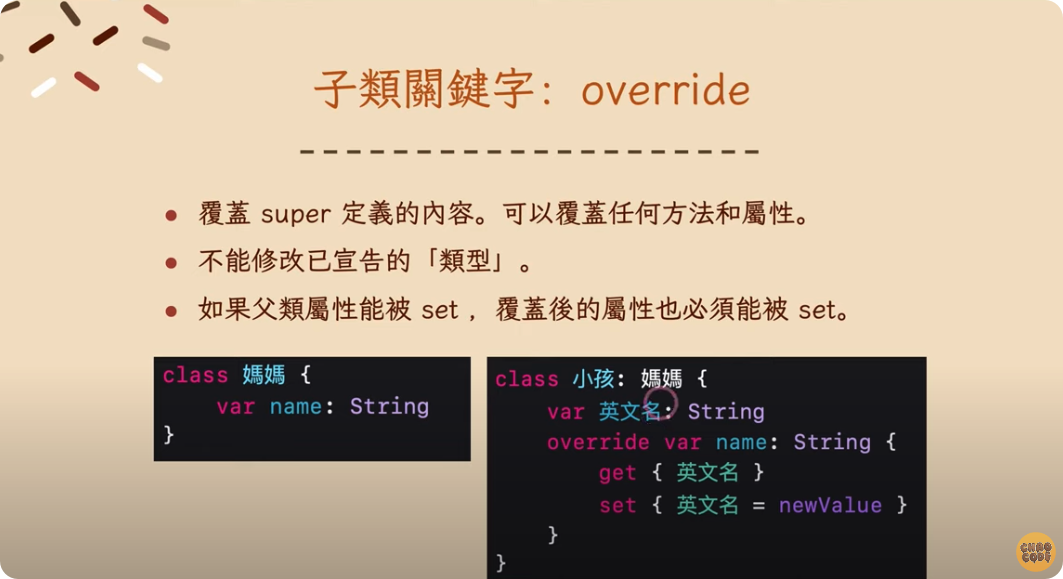 子類關鍵字：override
• 覆蓋 super 定義的內容。可以覆蓋任何方法和屬性。
• 不能修改已宣告的「類型」。
• 如果父類屬性能被 set ，覆蓋後的屬性也必須能被 set。
class 媽媽 {
var name: String
}
class 小孩: 媽媽 {
var 英文名: String
override var name: String {
get { 英文名 }
set { 英文名 = newValue }
}
}
CHAO
CODE